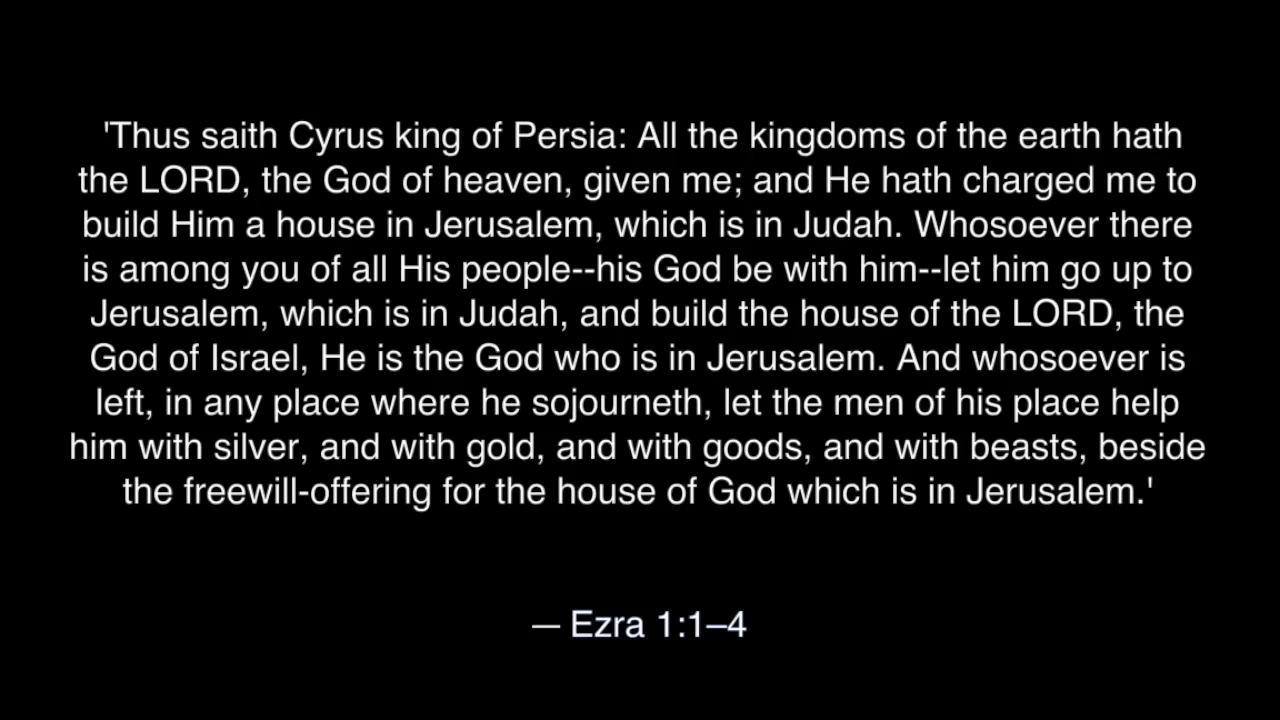 'Thus saith Cyrus king of Persia: All the kingdoms of the earth hath
the LORD, the God of heaven, given me; and He hath charged me to
build Him a house in Jerusalem, which is in Judah. Whosoever there
is among you of all His people--his God be with him--let him go up to
Jerusalem, which is in Judah, and build the house of the LORD, the
God of Israel, He is the God who is in Jerusalem. And whosoever is
left, in any place where he sojourneth, let the men of his place help
him with silver, and with gold, and with goods, and with beasts, beside
the freewill-offering for the house of God which is in Jerusalem.'
— Ezra 1:1–4